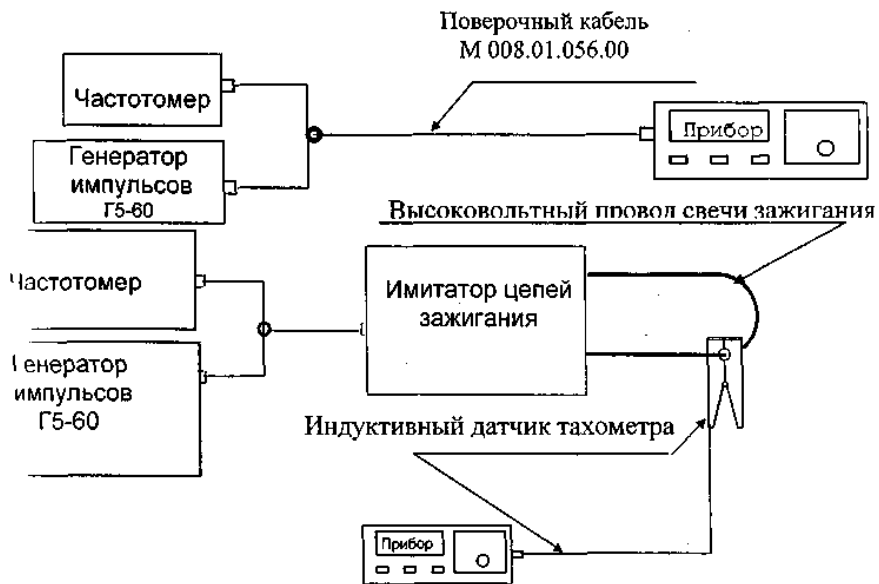 Поверочный кабель
М 008.01.056.00
Частотомер
Прибор
Генератор
импульсов
Г5-60
Высоковольтный провод свечи зажигания
Частотомер
Имитатор цепей
зажигания
Генератор
импульсов
Г5-60
Индуктивный датчик тахометра
Прибор